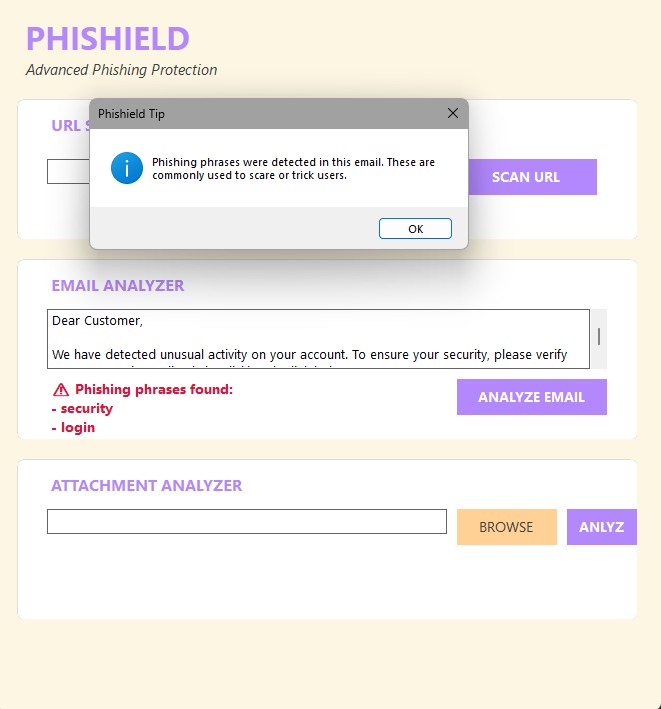 PHISHIELD
Advanced Phishing Protection
URL
Phishield Tip
Phishing phrases were detected in this email. These are
commonly used to scare or trick users.
OK
SCAN URL
EMAIL ANALYZER
Dear Customer,
We have detected unusual activity on your account. To ensure your security, please verify
⚠ Phishing phrases found:
- security
- login
ANALYZE EMAIL
ATTACHMENT ANALYZER
BROWSE
ANLYZ